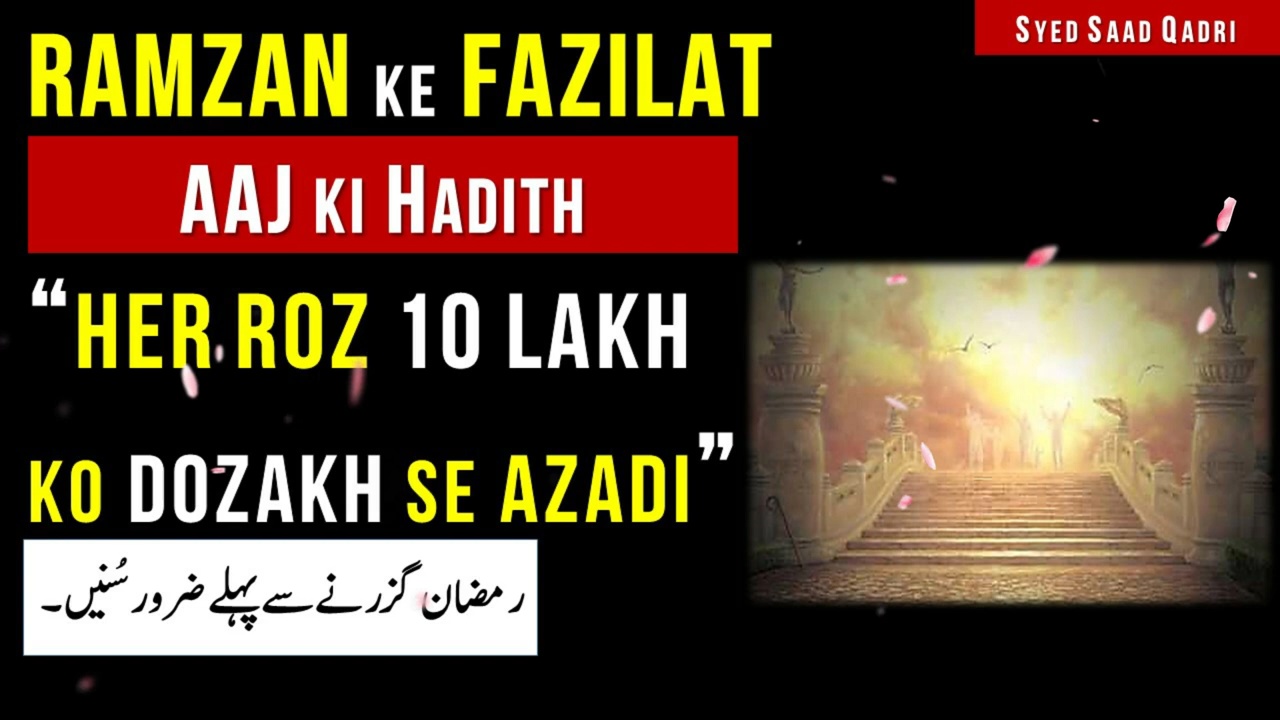 SYED SAAD QADRI
RAMZAN KE FAZILAT
AAJ KI HADITH
“HER ROZ 10 LAKH
KO DOZAKH SE AZADI”
رمضان گزرنے سے پہلے ضرور سُنیں۔